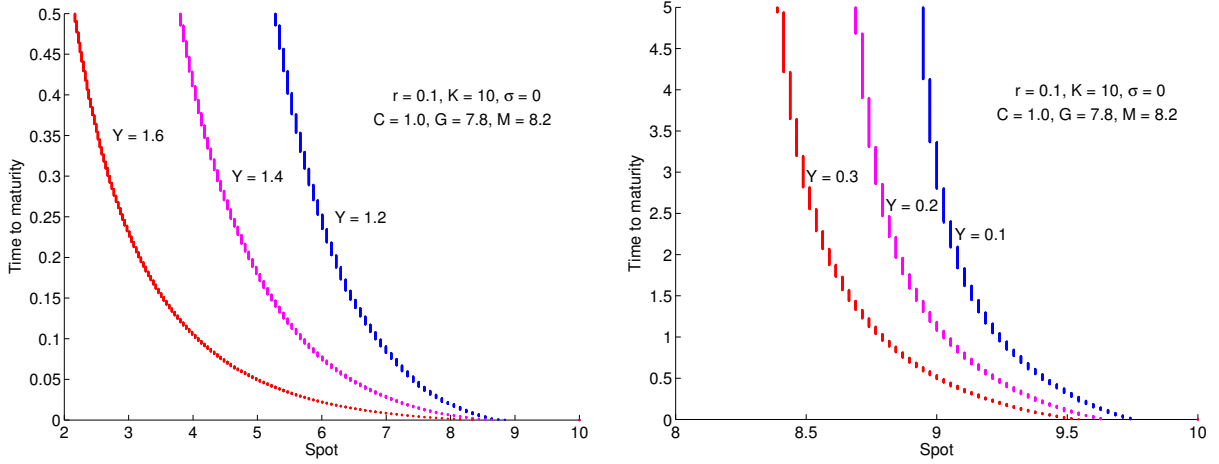 0.5
0.45
0.4
0.35
0.3
0.25
0.2
0.15
0.1
0.05
0
Time to maturity
2 3 4 5 6 7 8 9 10
Spot
r = 0.1, K = 10, σ = 0
C = 1.0, G = 7.8, M = 8.2
Y = 1.6
Y = 1.4
Y = 1.2
5
4.5
4
3.5
3
2.5
2
1.5
1
0.5
0
Time to maturity
8 8.5 9 9.5 10
Spot
r = 0.1, K = 10, σ = 0
C = 1.0, G = 7.8, M = 8.2
Y = 0.3
Y = 0.2
Y = 0.1